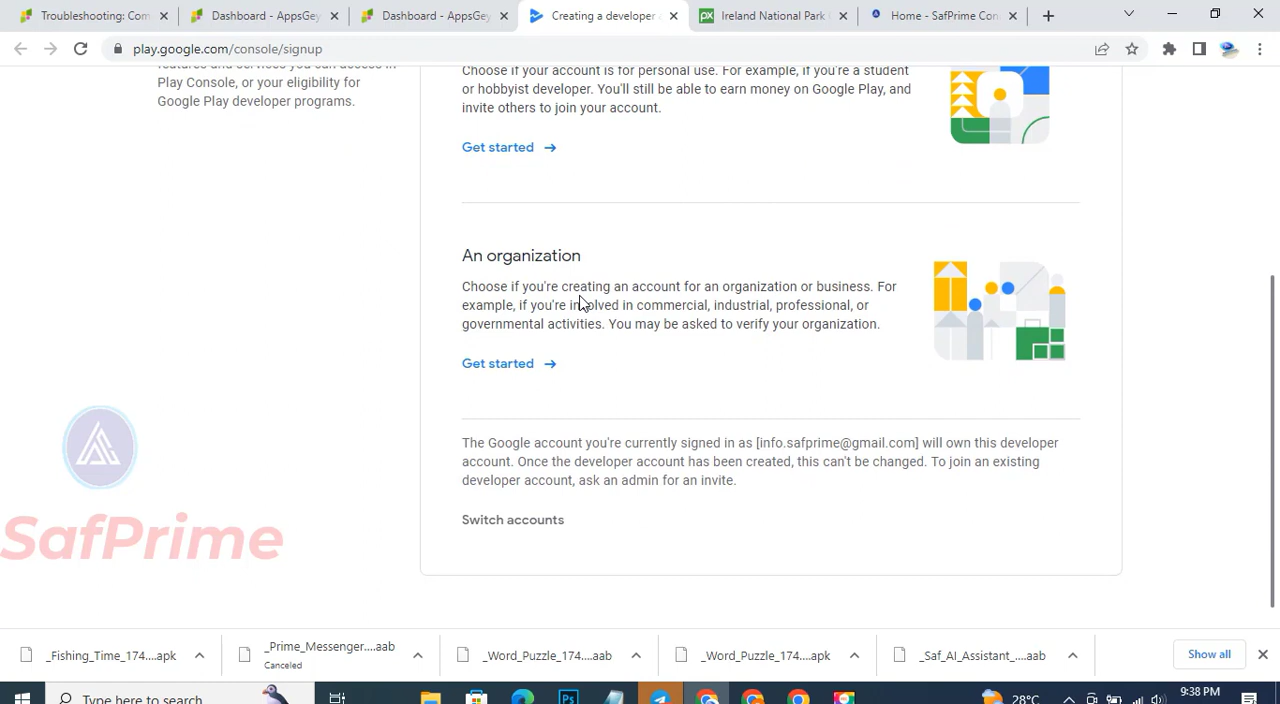 Troubleshooting: Com
Dashboard - AppsGey
Dashboard - AppsGey
Creating a developer
Ireland National Park
Home - SafPrime Con
play.google.com/console/signup
features and services you can access in
Play Console, or your eligibility for
Google Play developer programs.
Choose if your account is for personal use. For example, if you're a student
or hobbyist developer. You'll still be able to earn money on Google Play, and
invite others to join your account.
Get started →
An organization
Choose if you're creating an account for an organization or business. For
example, if you're involved in commercial, industrial, professional, or
governmental activities. You may be asked to verify your organization.
Get started →
The Google account you're currently signed in as [info.safprime@gmail.com] will own this developer
account. Once the developer account has been created, this can't be changed. To join an existing
developer account, ask an admin for an invite.
Switch accounts
SafPrime
_Fishing_Time_174....apk
_Prime_Messenger....aab
Canceled
_Word_Puzzle_174....aab
_Word_Puzzle_174....apk
_Saf_AI_Assistant_....aab
Show all
Type here to search
Ps
28°C
9:38 PM